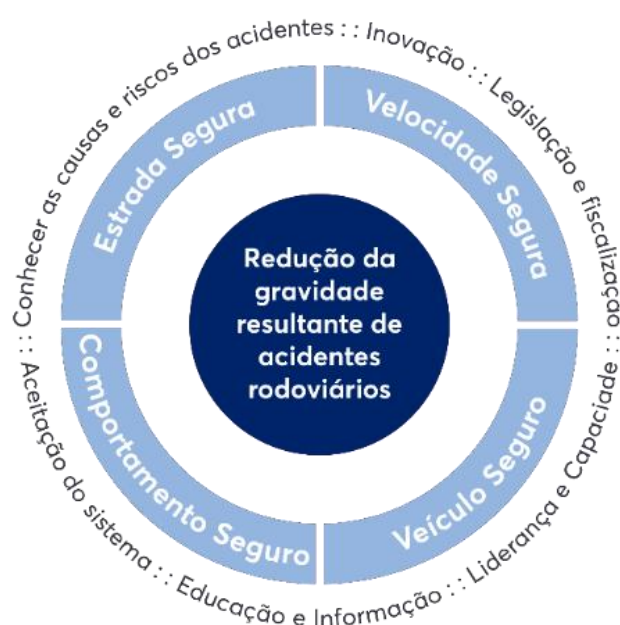 Conhecer as causas e riscos dos acidentes : : Inovação : : Legislação e fiscalização : :
Liderança e Capaciade : : Educação e Informação : : Aceitação do sistema : :
Estrada Segura
Velocidade Segura
Redução da
gravidade
resultante de
acidentes
rodoviários
Comportamento Seguro
Veículo Seguro